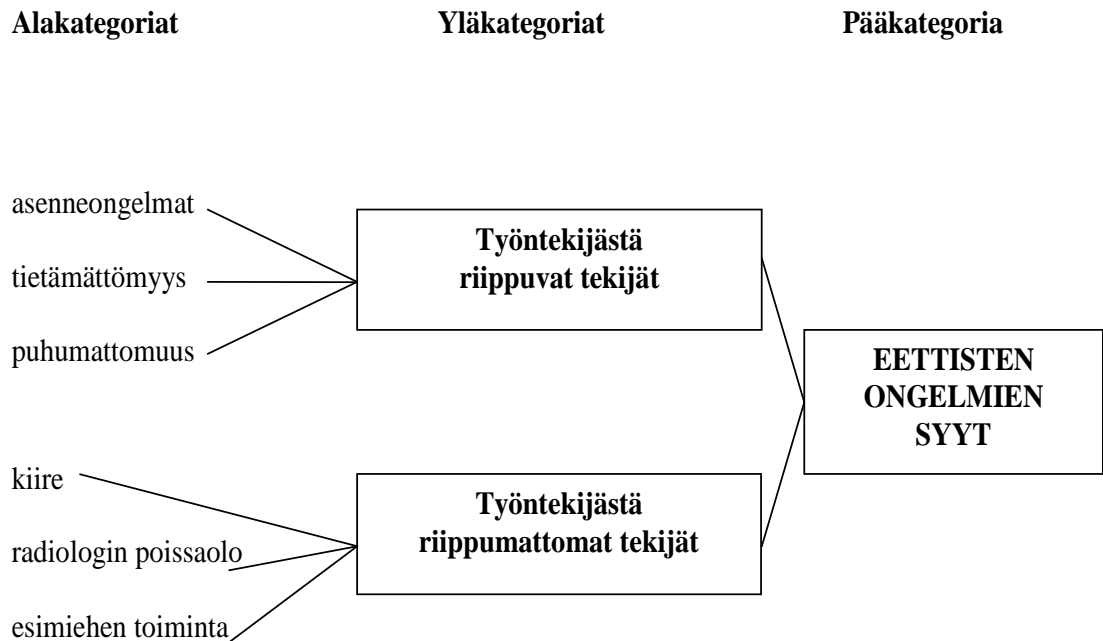 Alakategoriat Yläkategoriat Pääkategoria
asenneongelmat
tietämättömyys
puhumattomuus
Työntekijästä
riippuvat tekijät
kiire
radiologin poissaolo
esimiehen toiminta
Työntekijästä
riippumattomat tekijät
EETTISTEN
ONGELMIEN
SYYT